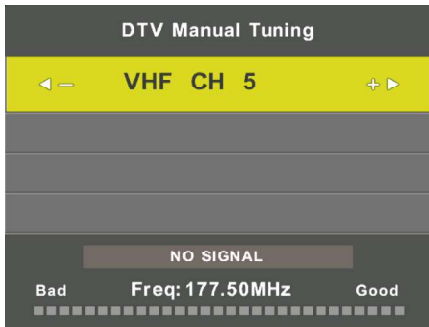 DTV Manual Tuning
− VHF CH 5 +
NO SIGNAL
Bad Freq:177.50MHz Good